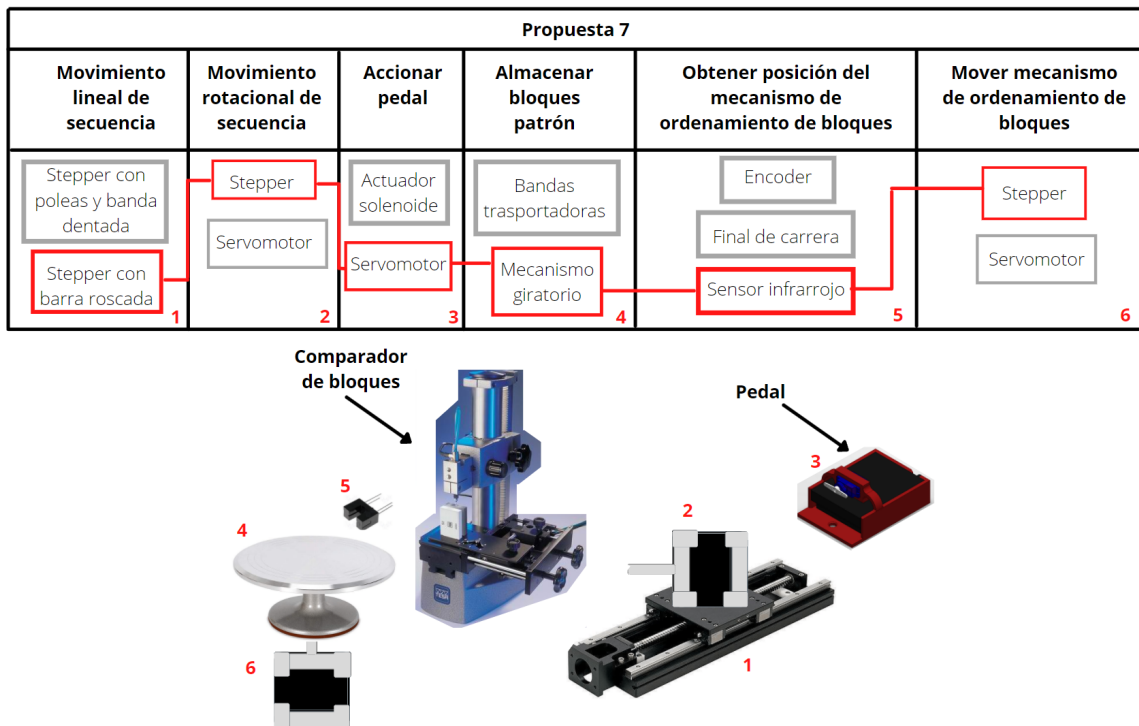 Propuesta 7
Movimiento
lineal de
secuencia
Movimiento
rotacional de
secuencia
Accionar
pedal
Almacenar
bloques
patrón
Obtener posición del
mecanismo de
ordenamiento de bloques
Mover mecanismo
de ordenamiento de
bloques
Stepper con
poleas y banda
dentada
Stepper con
barra roscada
1
Stepper
Servomotor
2
Actuador
solenoide
Servomotor
3
Bandas
trasportadoras
Mecanismo
giratorio
4
Encoder
Final de carrera
Sensor infrarrojo
5
Stepper
Servomotor
6
Comparador
de bloques
Pedal
3
5
4
2
6
1